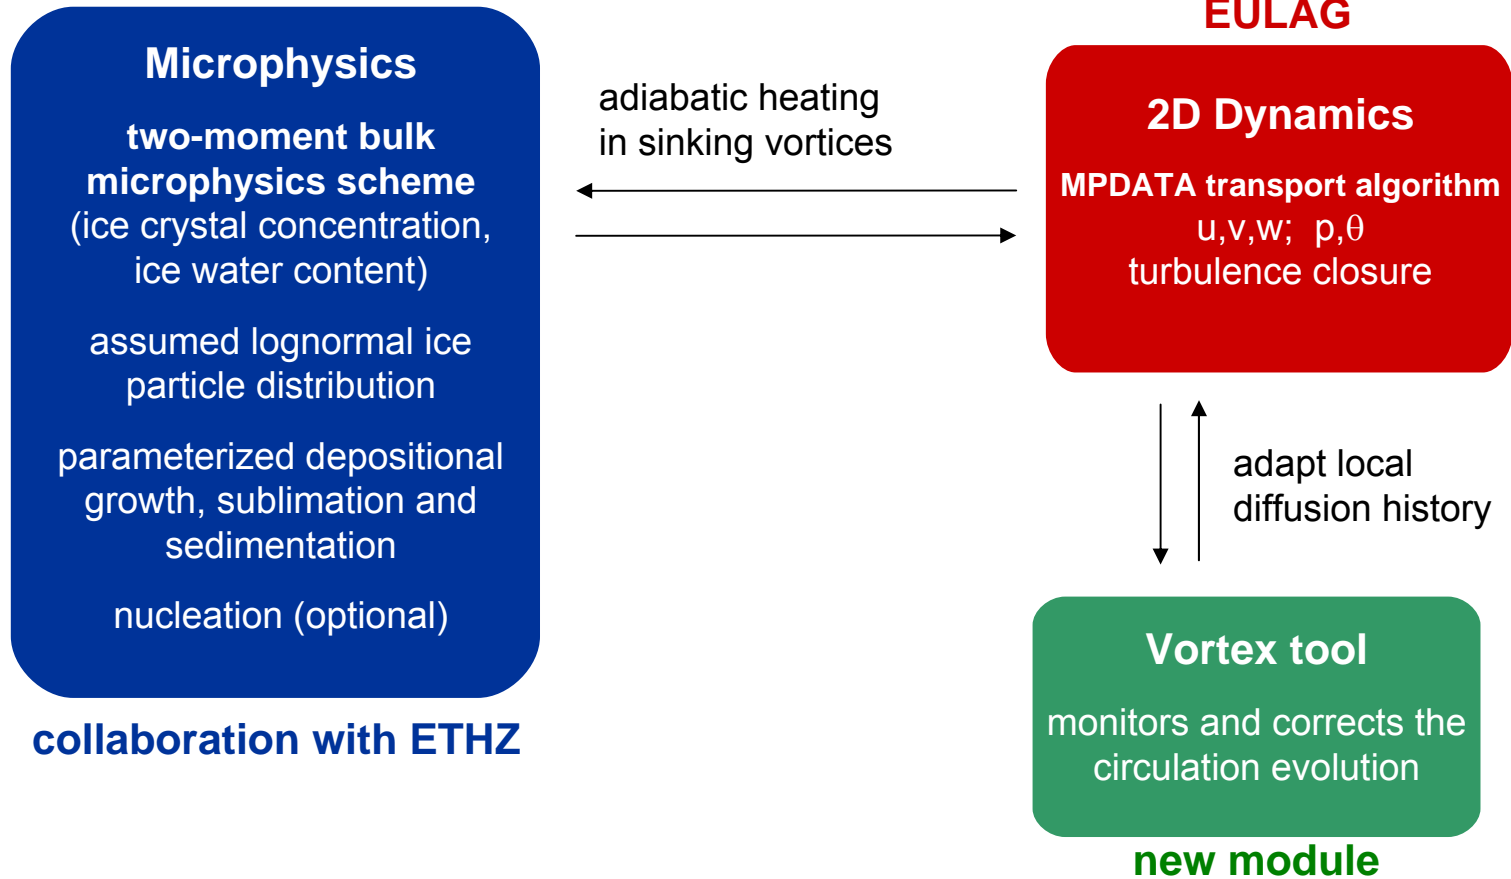 Microphysics
two-moment bulk
microphysics scheme
(ice crystal concentration,
ice water content)
assumed lognormal ice
particle distribution
parameterized depositional
growth, sublimation and
sedimentation
nucleation (optional)
collaboration with ETHZ
adiabatic heating
in sinking vortices
EULAG
2D Dynamics
MPDATA transport algorithm
u,v,w; p,θ
turbulence closure
adapt local
diffusion history
Vortex tool
monitors and corrects the
circulation evolution
new module